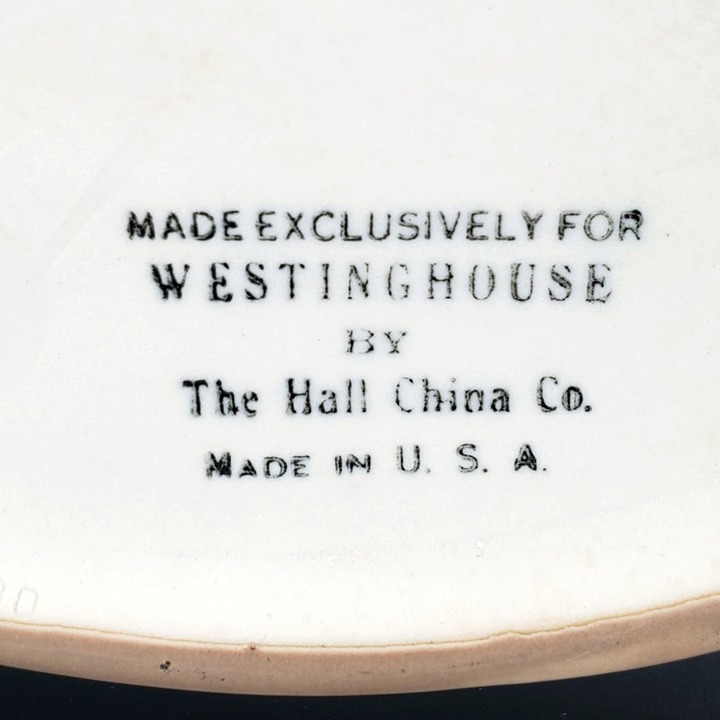 MADE EXCLUSIVELY FOR
WESTINGHOUSE
BY
The Hall China Co.
MADE IN U. S. A.